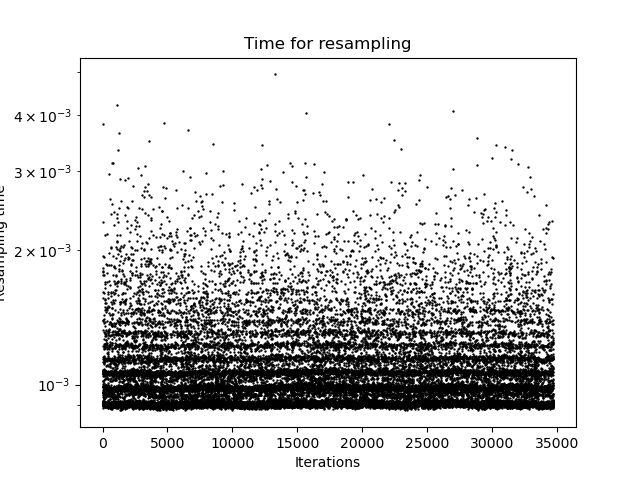 Time for resampling
4 × 10⁻³
3 × 10⁻³
2 × 10⁻³
10⁻³
Resampling time
0 5000 10000 15000 20000 25000 30000 35000
Iterations